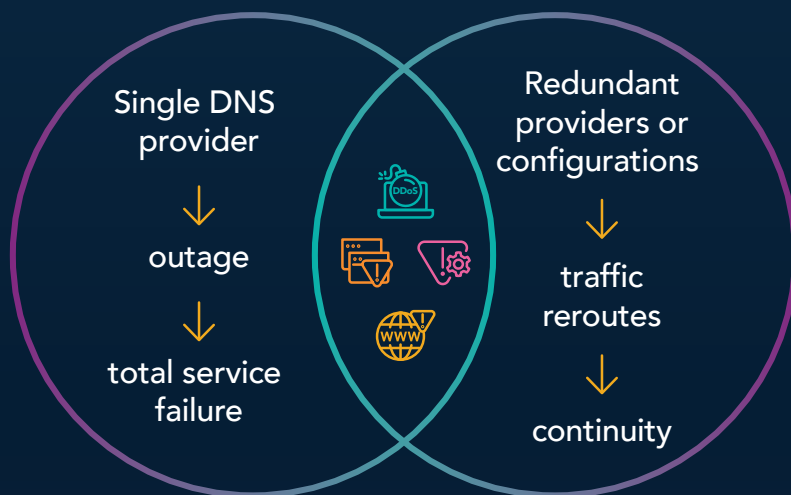 Single DNS
provider
outage
total service
failure
DDoS
WWW
Redundant
providers or
configurations
traffic
reroutes
continuity